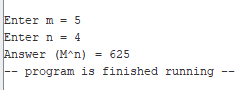 Enter m = 5
Enter n = 4
Answer (M^n) = 625
-- program is finished running --